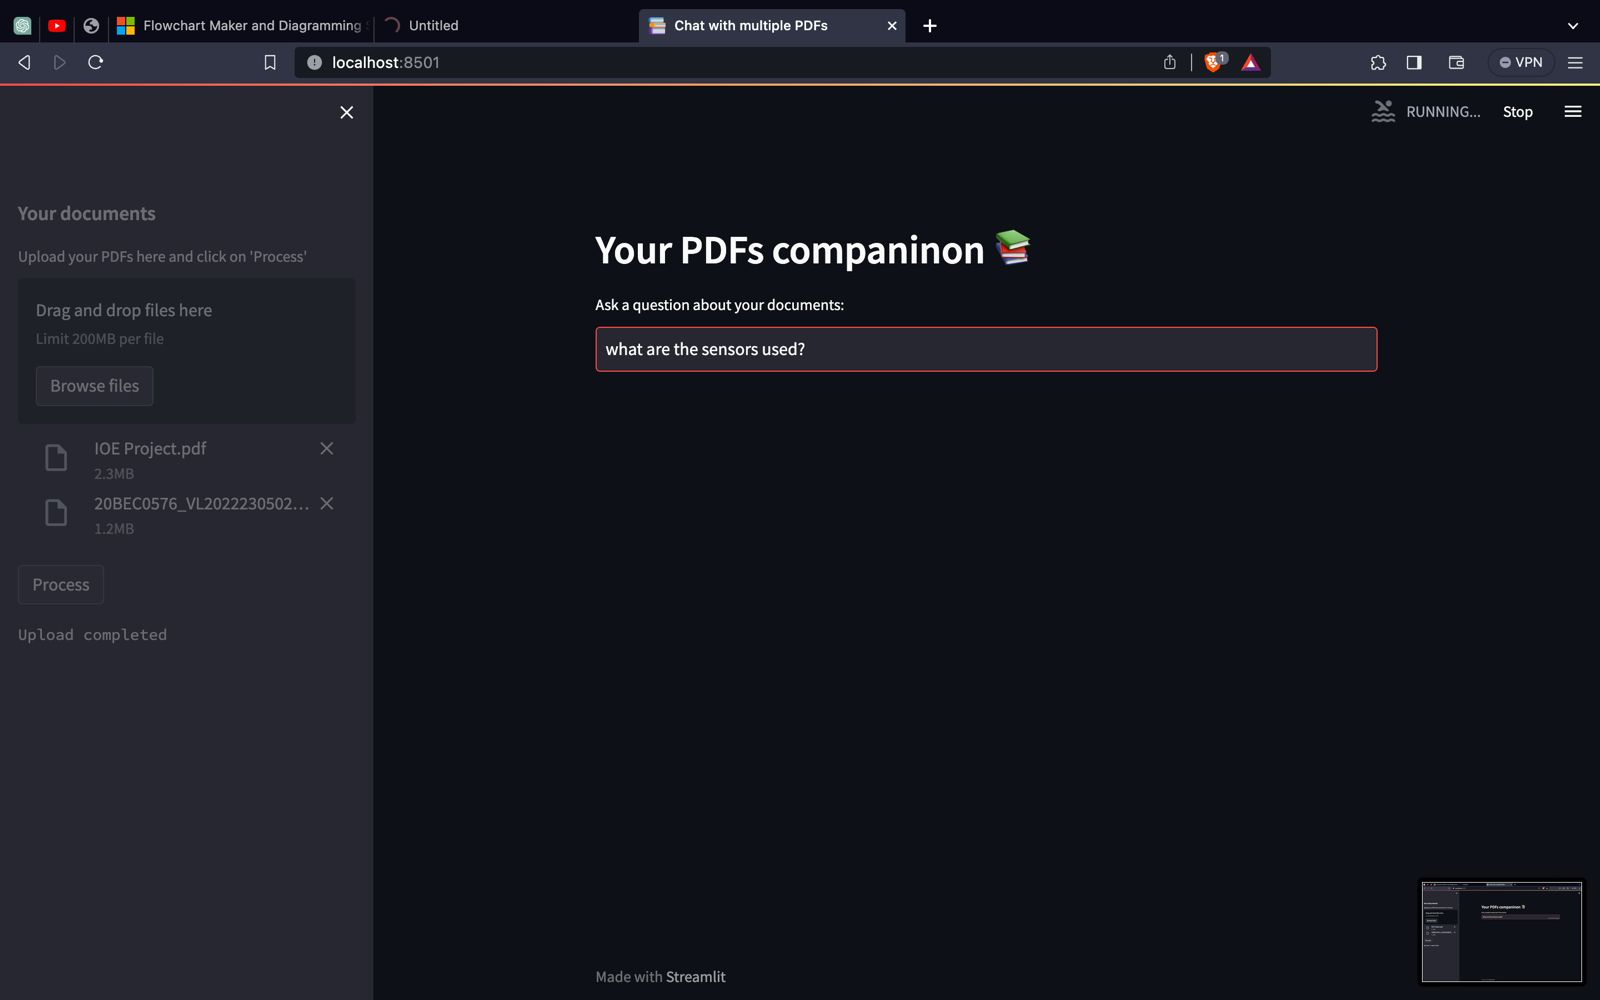 Flowchart Maker and Diagramming
Untitled
Chat with multiple PDFs
localhost:8501
1
VPN
RUNNING...
Stop
Your documents
Upload your PDFs here and click on 'Process'
Drag and drop files here
Limit 200MB per file
Browse files
IOE Project.pdf
2.3MB
20BEC0576_VL2022230502...
1.2MB
Process
Upload completed
Your PDFs companinon
Ask a question about your documents:
what are the sensors used?
Made with Streamlit
Your PDFs companinon